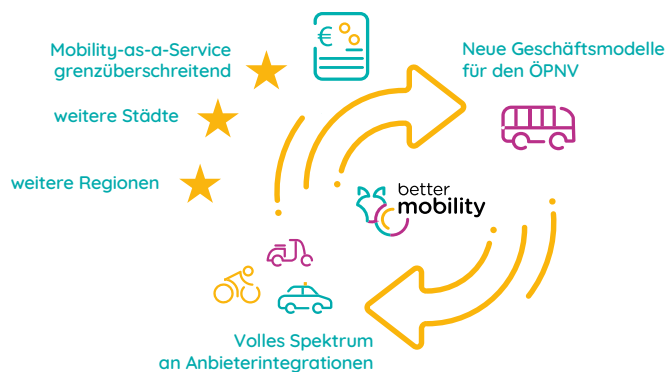 Mobility-as-a-Service
grenzüberschreitend
€
Neue Geschäftsmodelle
für den ÖPNV
weitere Städte
weitere Regionen
better
mobility
Volles Spektrum
an Anbieterintegrationen